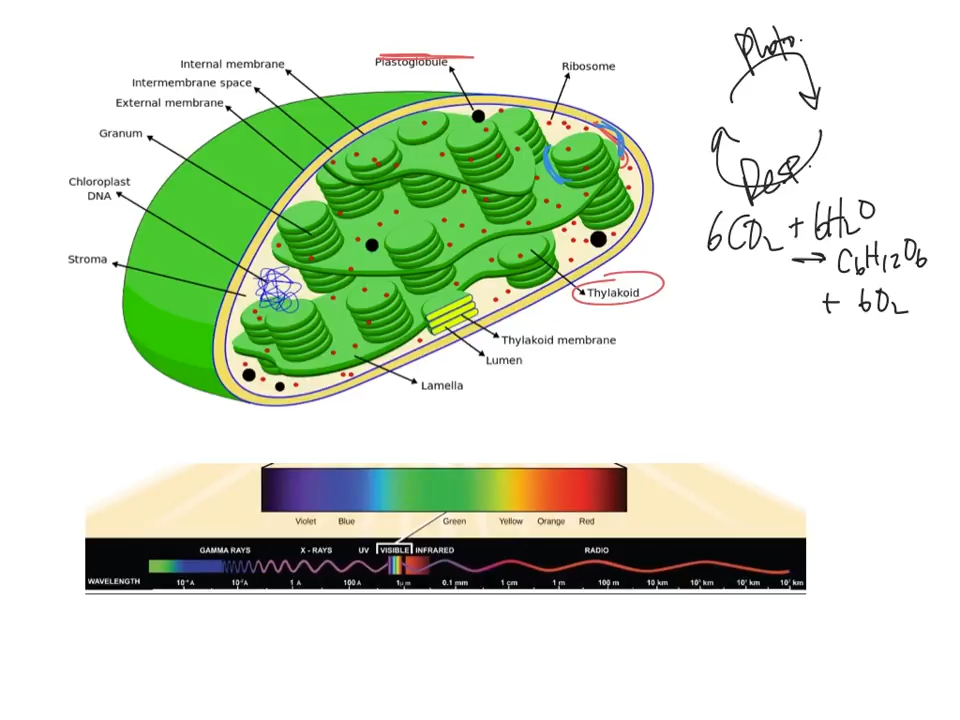 Photo.
Resp
6CO2 + 6H2O
→ C6H12O6
+ 6O2
Internal membrane
Intermembrane space
External membrane
Granum
Chloroplast
DNA
Stroma
Plastoglobule
Ribosome
Thylakoid
Thylakoid membrane
Lumen
Lamella
Violet Blue Green Yellow Orange Red
GAMMA RAYS X - RAYS UV VISIBLE INFRARED RADIO
WAVELENGTH 1 A 100 A 1μ m 0.1 mm 1 cm 1 m 100 m 10 km